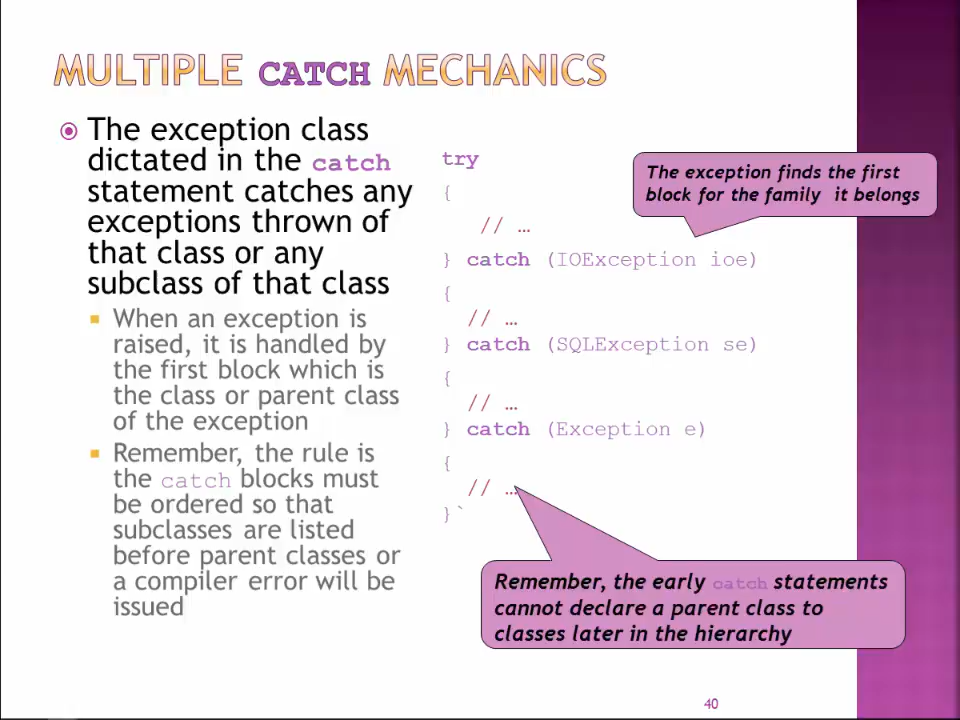 MULTIPLE CATCH MECHANICS
The exception class
dictated in the catch
statement catches any
exceptions thrown of
that class or any
subclass of that class
When an exception is
raised, it is handled by
the first block which is
the class or parent class
of the exception
Remember, the rule is
the catch blocks must
be ordered so that
subclasses are listed
before parent classes or
a compiler error will be
issued
try
{
// …
} catch (IOException ioe)
{
// …
} catch (SQLException se)
{
// …
} catch (Exception e)
{
// …
}`
The exception finds the first
block for the family it belongs
Remember, the early catch statements
cannot declare a parent class to
classes later in the hierarchy
40